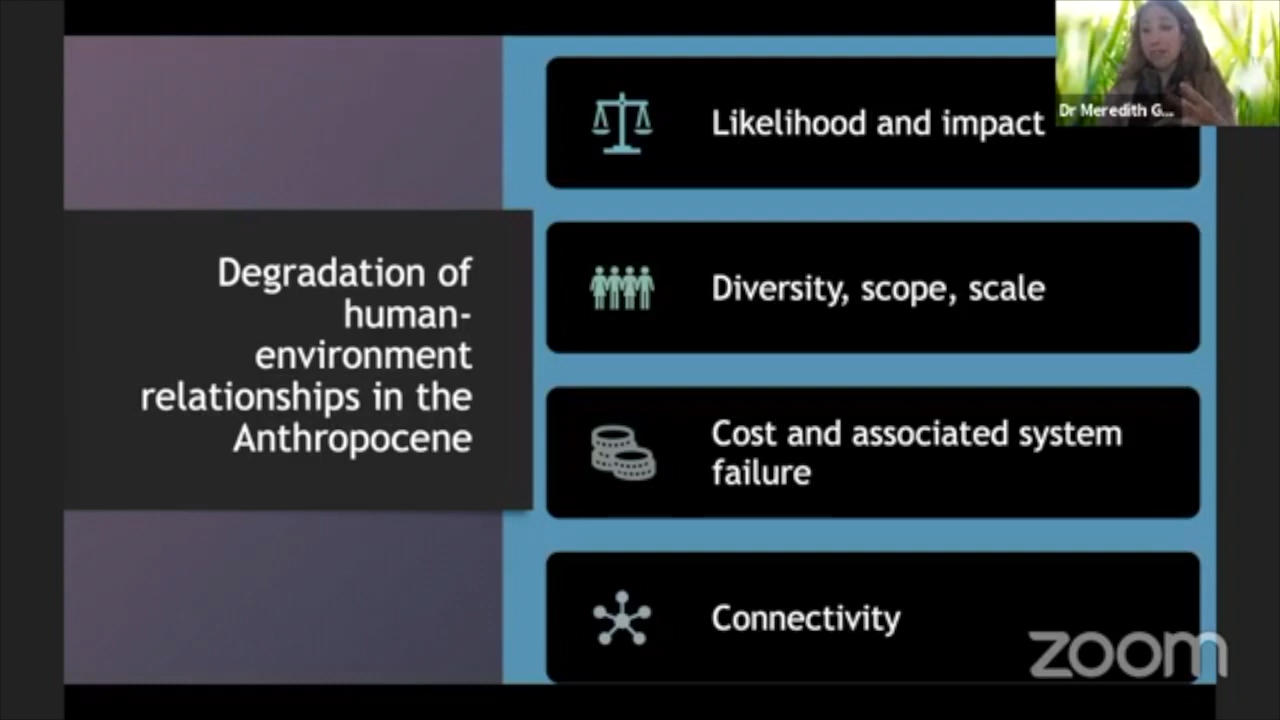 Degradation of
human-
environment
relationships in the
Anthropocene
Likelihood and impact
Diversity, scope, scale
Cost and associated system
failure
Connectivity
Dr Meredith G...
zoom